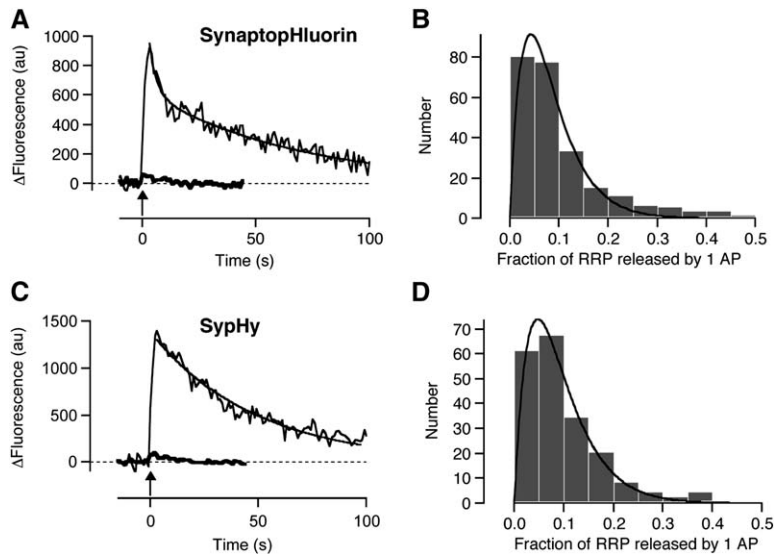 A
SynaptopHluorin
ΔFluorescence (au)
1000
800
600
400
200
0
0
50
100
Time (s)
B
Number
80
60
40
20
0
0.0
0.1
0.2
0.3
0.4
0.5
Fraction of RRP released by 1 AP
C
SypHy
ΔFluorescence (au)
1500
1000
500
0
0
50
100
Time (s)
D
Number
70
60
50
40
30
20
10
0
0.0
0.1
0.2
0.3
0.4
0.5
Fraction of RRP released by 1 AP